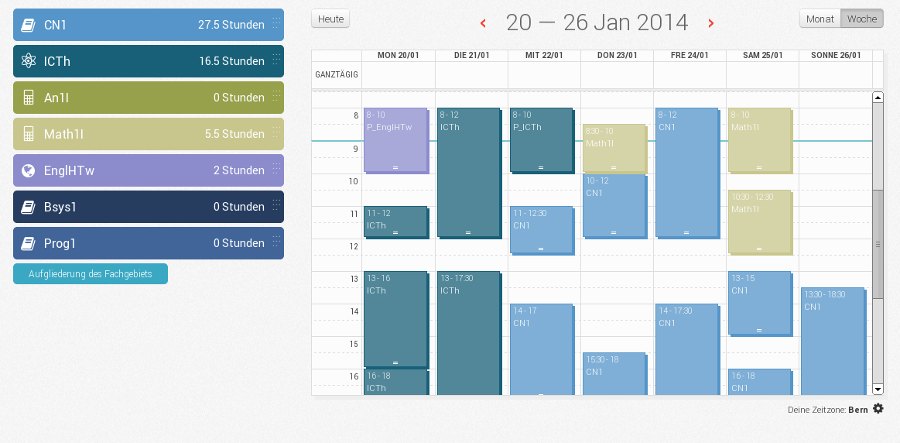 CN1 27.5 Stunden
ICTh 16.5 Stunden
An1I 0 Stunden
Math1I 5.5 Stunden
EnglHTw 2 Stunden
Bsys1 0 Stunden
Prog1 0 Stunden
Aufgliederung des Fachgebiets
Heute
‹ 20 — 26 Jan 2014 ›
Monat Woche
MON 20/01 DIE 21/01 MIT 22/01 DON 23/01 FRE 24/01 SAM 25/01 SONNE 26/01
GANZTÄGIG
8
9
10
11
12
13
14
15
16
8 - 10
P_EnglHTw
11 - 12
ICTh
13 - 16
ICTh
16 - 18
ICTh
8 - 12
ICTh
13 - 17:30
ICTh
8 - 10
P_ICTh
11 - 12:30
CN1
14 - 17
CN1
8:30 - 10
Math1I
10 - 12
CN1
15:30 - 18
CN1
8 - 12
CN1
14 - 17:30
CN1
8 - 10
Math1I
10:30 - 12:30
Math1I
13 - 15
CN1
16 - 18
CN1
13:30 - 18:30
CN1
Deine Zeitzone: Bern